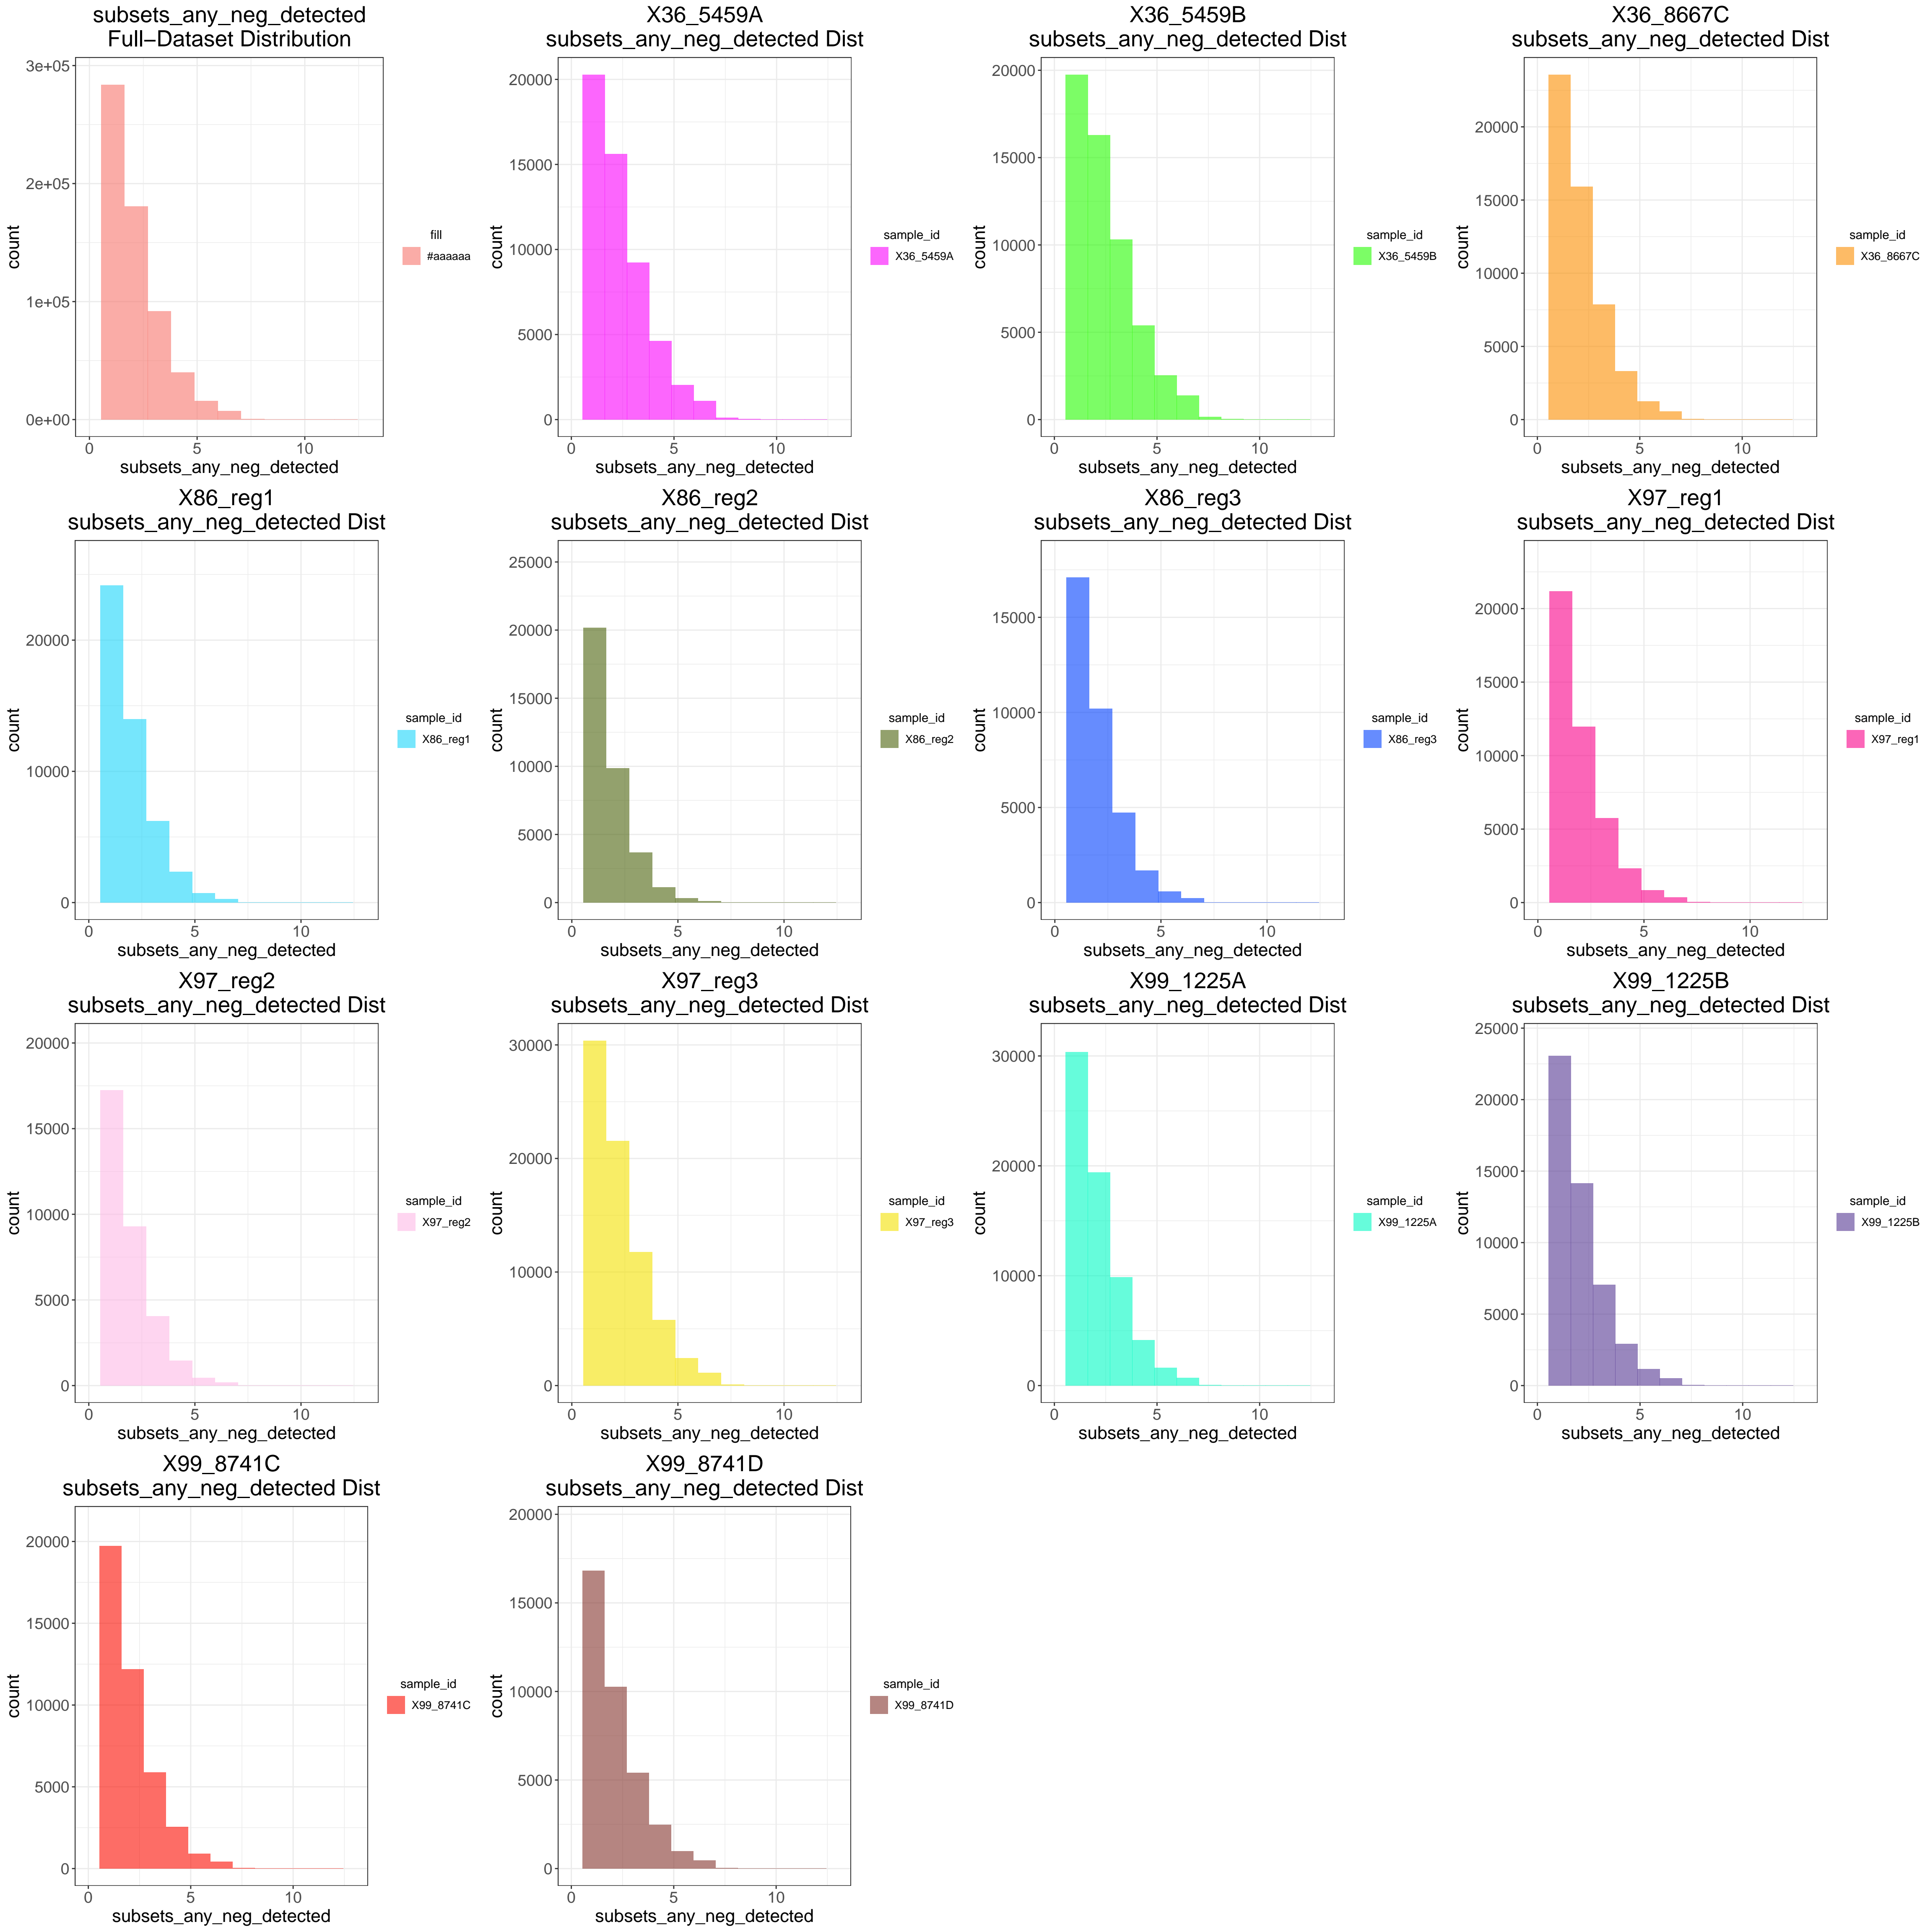 subsets_any_neg_detected
Full−Dataset Distribution
3e+05
2e+05
1e+05
0e+00
count
0 5 10
subsets_any_neg_detected
fill
#aaaaaa
X36_5459A
subsets_any_neg_detected Dist
20000
15000
10000
5000
0
count
0 5 10
subsets_any_neg_detected
sample_id
X36_5459A
X36_5459B
subsets_any_neg_detected Dist
20000
15000
10000
5000
0
count
0 5 10
subsets_any_neg_detected
sample_id
X36_5459B
X36_8667C
subsets_any_neg_detected Dist
20000
15000
10000
5000
0
count
0 5 10
subsets_any_neg_detected
sample_id
X36_8667C
X86_reg1
subsets_any_neg_detected Dist
20000
10000
0
count
0 5 10
subsets_any_neg_detected
sample_id
X86_reg1
X86_reg2
subsets_any_neg_detected Dist
25000
20000
15000
10000
5000
0
count
0 5 10
subsets_any_neg_detected
sample_id
X86_reg2
X86_reg3
subsets_any_neg_detected Dist
15000
10000
5000
0
count
0 5 10
subsets_any_neg_detected
sample_id
X86_reg3
X97_reg1
subsets_any_neg_detected Dist
20000
15000
10000
5000
0
count
0 5 10
subsets_any_neg_detected
sample_id
X97_reg1
X97_reg2
subsets_any_neg_detected Dist
20000
15000
10000
5000
0
count
0 5 10
subsets_any_neg_detected
sample_id
X97_reg2
X97_reg3
subsets_any_neg_detected Dist
30000
20000
10000
0
count
0 5 10
subsets_any_neg_detected
sample_id
X97_reg3
X99_1225A
subsets_any_neg_detected Dist
30000
20000
10000
0
count
0 5 10
subsets_any_neg_detected
sample_id
X99_1225A
X99_1225B
subsets_any_neg_detected Dist
25000
20000
15000
10000
5000
0
count
0 5 10
subsets_any_neg_detected
sample_id
X99_1225B
X99_8741C
subsets_any_neg_detected Dist
20000
15000
10000
5000
0
count
0 5 10
subsets_any_neg_detected
sample_id
X99_8741C
X99_8741D
subsets_any_neg_detected Dist
20000
15000
10000
5000
0
count
0 5 10
subsets_any_neg_detected
sample_id
X99_8741D